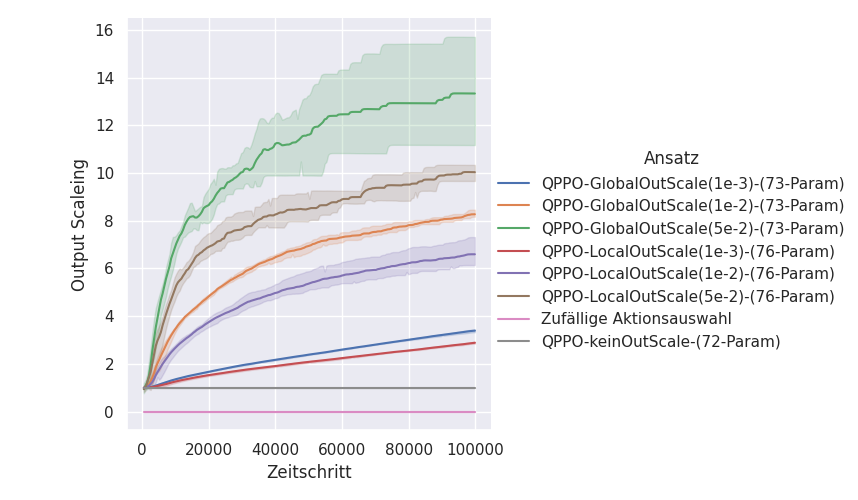 16
14
12
10
8
6
4
2
0
Output Scaleing
0 20000 40000 60000 80000 100000
Zeitschritt
Ansatz
QPPO-GlobalOutScale(1e-3)-(73-Param)
QPPO-GlobalOutScale(1e-2)-(73-Param)
QPPO-GlobalOutScale(5e-2)-(73-Param)
QPPO-LocalOutScale(1e-3)-(76-Param)
QPPO-LocalOutScale(1e-2)-(76-Param)
QPPO-LocalOutScale(5e-2)-(76-Param)
Zufällige Aktionsauswahl
QPPO-keinOutScale-(72-Param)